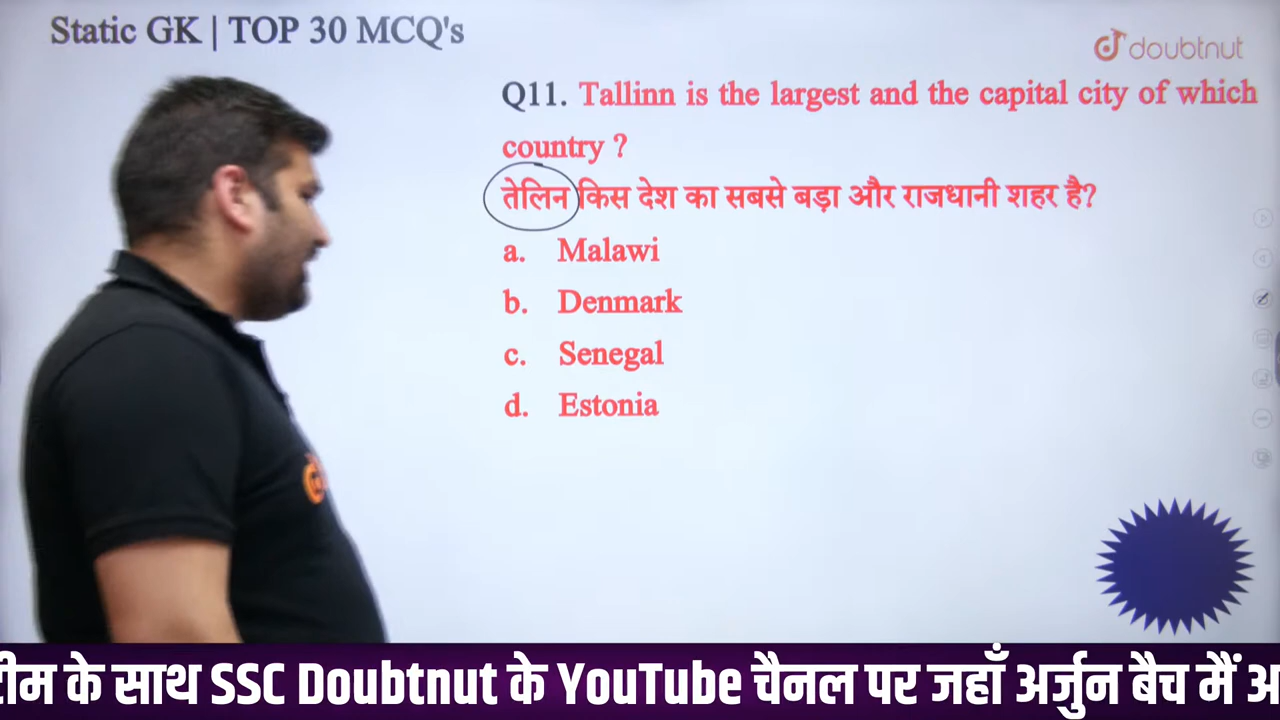 Static GK | TOP 30 MCQ's
doubtnut
Q11. Tallinn is the largest and the capital city of which
country ?
तेलिन किस देश का सबसे बड़ा और राजधानी शहर है?
a. Malawi
b. Denmark
c. Senegal
d. Estonia
टीम के साथ SSC Doubtnut के YouTube चैनल पर जहाँ अर्जुन बैच मैं अ